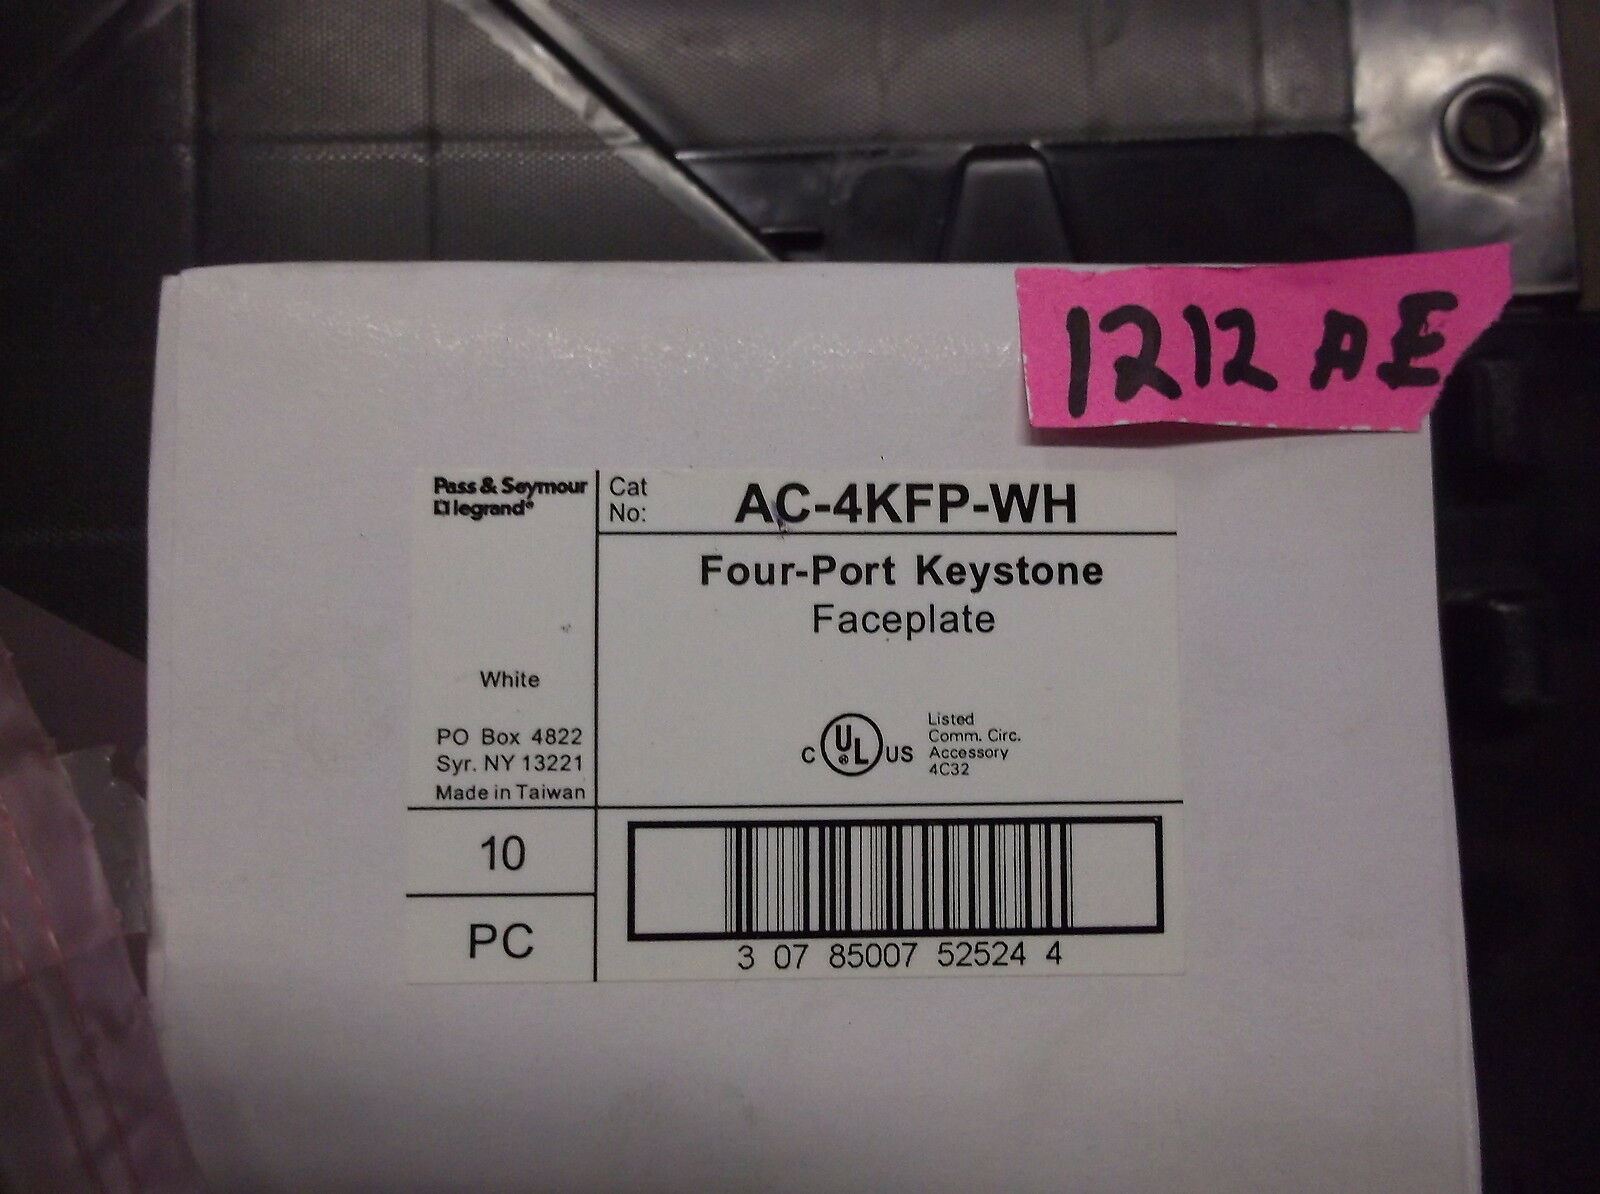 1212 AE
Pass & Seymour
legrand®
Cat
No:
AC-4KFP-WH
Four-Port Keystone
Faceplate
White
PO Box 4822
Syr. NY 13221
Made in Taiwan
C UL ® US
Listed
Comm. Circ.
Accessory
4C32
10
PC
3 07 85007 52524 4